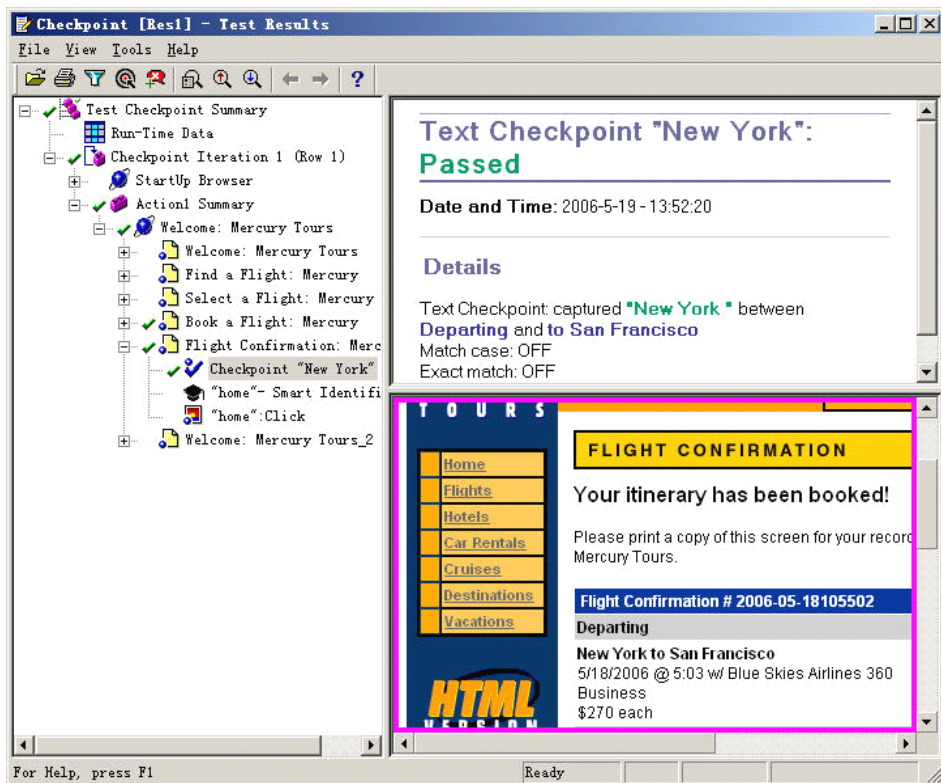 Checkpoint [Res1] - Test Results
File View Tools Help
Test Checkpoint Summary
Run-Time Data
Checkpoint Iteration 1 (Row 1)
StartUp Browser
Action1 Summary
Welcome: Mercury Tours
Welcome: Mercury Tours
Find a Flight: Mercury
Select a Flight: Mercury
Book a Flight: Mercury
Flight Confirmation: Merc
Checkpoint "New York"
"home"- Smart Identifi
"home":Click
Welcome: Mercury Tours_2
Text Checkpoint "New York":
Passed
Date and Time: 2006-5-19 - 13:52:20
Details
Text Checkpoint: captured "New York " between
Departing and to San Francisco
Match case: OFF
Exact match: OFF
TOURS
Home
Flights
Hotels
Car Rentals
Cruises
Destinations
Vacations
HTML
VERSION
FLIGHT CONFIRMATION
Your itinerary has been booked!
Please print a copy of this screen for your record
Mercury Tours.
Flight Confirmation # 2006-05-18105502
Departing
New York to San Francisco
5/18/2006 @ 5:03 w/ Blue Skies Airlines 360
Business
$270 each
For Help, press F1
Ready